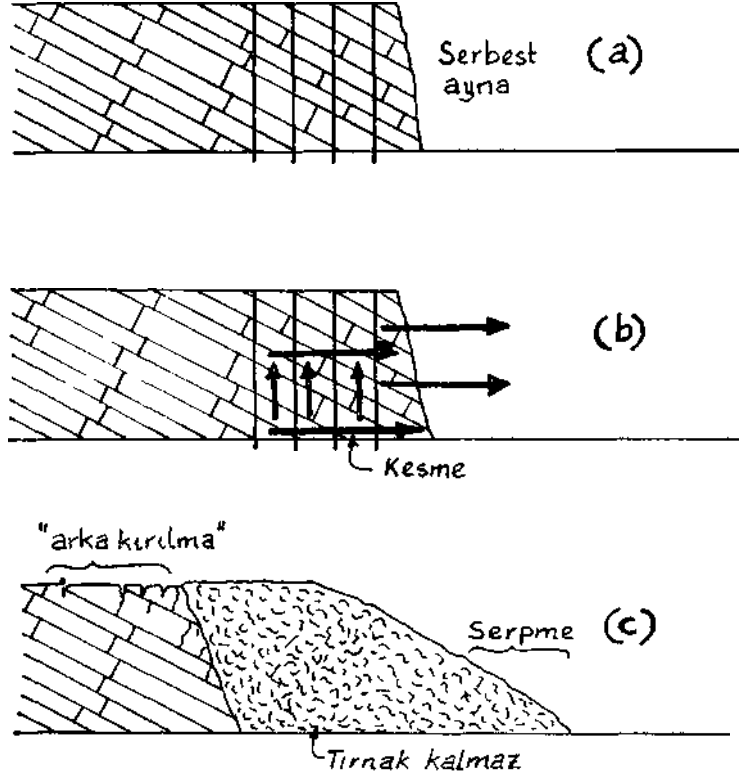 Serbest
ayna
(a)
(b)
Kesme
"arka kırılma"
Serpme
(c)
Tırnak kalmaz